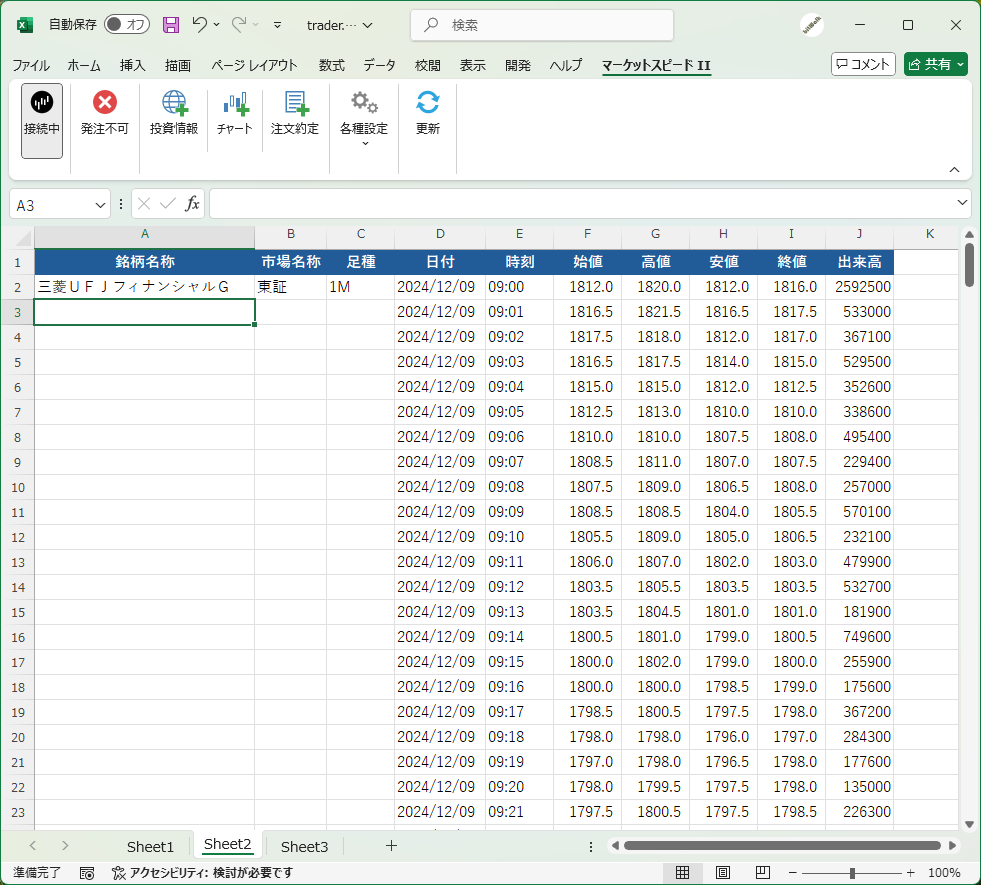 自動保存 オフ trader.… 検索
ファイル ホーム 挿入 描画 ページ レイアウト 数式 データ 校閲 表示 開発 ヘルプ マーケットスピード II コメント 共有
接続中 発注不可 投資情報 チャート 注文約定 各種設定 更新
A3 fx
A B C D E F G H I J K
1 銘柄名称 市場名称 足種 日付 時刻 始値 高値 安値 終値 出来高
2 三菱ＵＦＪフィナンシャルＧ 東証 1M 2024/12/09 09:00 1812.0 1820.0 1812.0 1816.0 2592500
3 2024/12/09 09:01 1816.5 1821.5 1816.5 1817.5 533000
4 2024/12/09 09:02 1817.5 1818.0 1812.0 1817.0 367100
5 2024/12/09 09:03 1816.5 1817.5 1814.0 1815.0 529500
6 2024/12/09 09:04 1815.0 1815.0 1812.0 1812.5 352600
7 2024/12/09 09:05 1812.5 1813.0 1810.0 1810.0 338600
8 2024/12/09 09:06 1810.0 1810.0 1807.5 1808.0 495400
9 2024/12/09 09:07 1808.5 1811.0 1807.0 1807.5 229400
10 2024/12/09 09:08 1807.5 1809.0 1806.5 1808.0 257000
11 2024/12/09 09:09 1808.5 1808.5 1804.0 1805.5 570100
12 2024/12/09 09:10 1805.5 1809.0 1805.0 1806.5 232100
13 2024/12/09 09:11 1806.0 1807.0 1802.0 1803.0 479900
14 2024/12/09 09:12 1803.5 1805.5 1803.5 1803.5 532700
15 2024/12/09 09:13 1803.5 1804.5 1801.0 1801.0 181900
16 2024/12/09 09:14 1800.5 1801.0 1799.0 1800.5 749600
17 2024/12/09 09:15 1800.0 1802.0 1799.0 1800.0 255900
18 2024/12/09 09:16 1800.0 1800.0 1798.5 1799.0 175600
19 2024/12/09 09:17 1798.5 1800.5 1797.5 1798.0 367200
20 2024/12/09 09:18 1798.0 1798.0 1796.0 1797.0 284300
21 2024/12/09 09:19 1797.0 1798.0 1796.5 1798.0 177600
22 2024/12/09 09:20 1798.0 1799.5 1797.5 1798.0 135000
23 2024/12/09 09:21 1797.5 1800.5 1797.5 1798.5 226300
Sheet1 Sheet2 Sheet3
準備完了 アクセシビリティ: 検討が必要です 100%